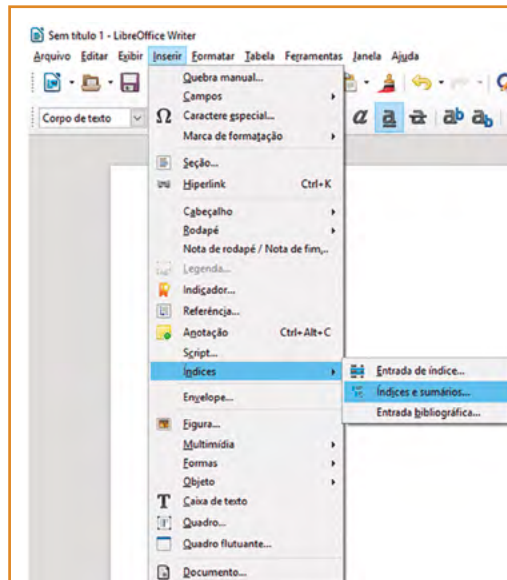 Sem título 1 - LibreOffice Writer
Arquivo Editar Exibir Inserir Formatar Tabela Ferramentas Janela Ajuda
Corpo de texto
Quebra manual...
Campos
Caractere especial...
Marca de formatação
Seção...
Hiperlink Ctrl+K
Cabeçalho
Rodapé
Nota de rodapé / Nota de fim,..
Legenda...
Indicador...
Referência...
Anotação Ctrl+Alt+C
Script...
Índices
Entrada de índice...
Índices e sumários...
Entrada bibliográfica...
Envelope...
Figura...
Multimídia
Formas
Objeto
Caixa de texto
Quadro...
Quadro flutuante...
Documento...